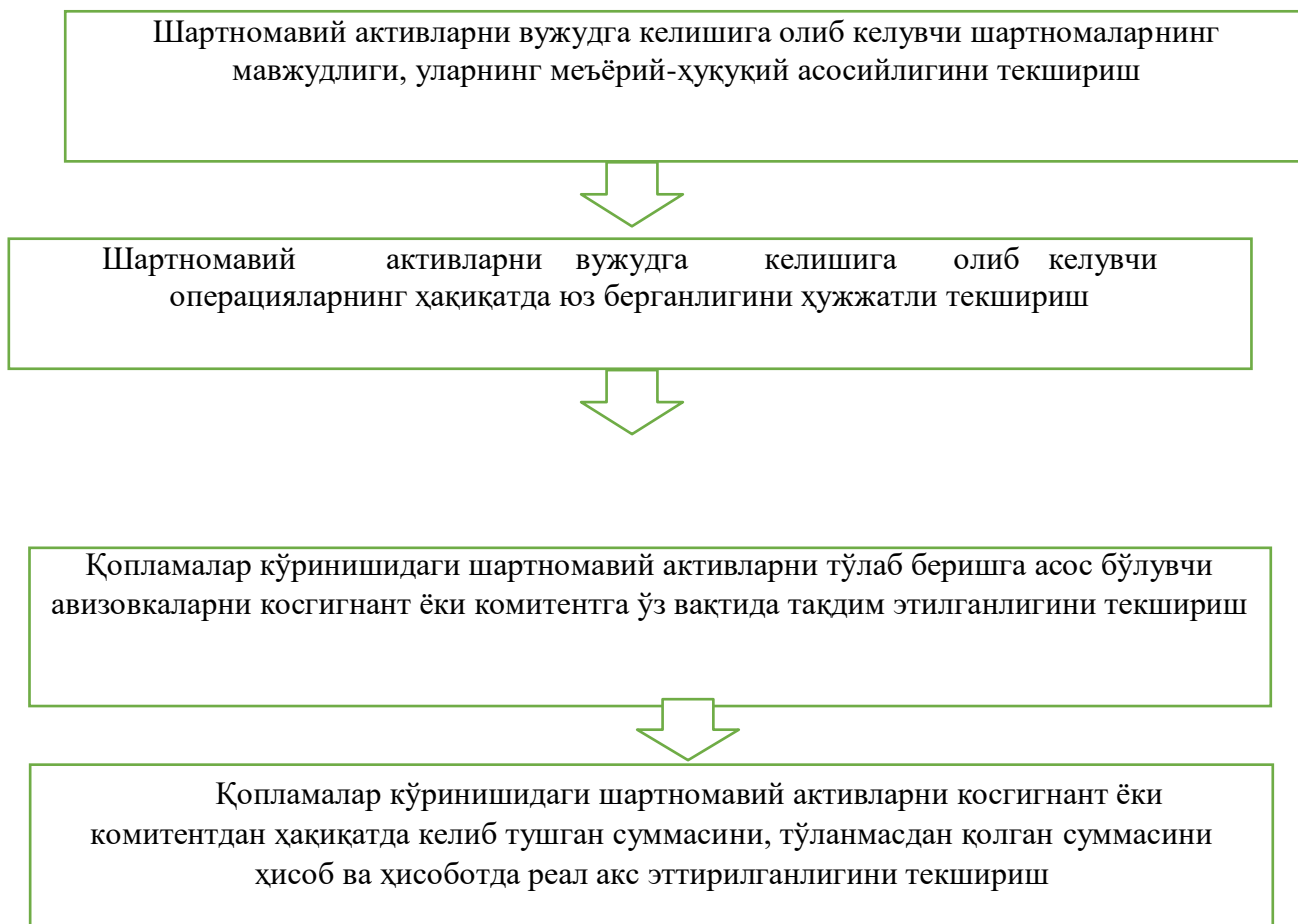 Шартномавий активларни вужудга келишига олиб келувчи шартномаларнинг
мавжудлиги, уларнинг меъёрий-ҳуқуқий асосийлигини текшириш
Шартномавий активларни вужудга келишига олиб келувчи
операцияларнинг ҳақиқатда юз берганлигини ҳужжатли текшириш
Қопламалар кўринишидаги шартномавий активларни тўлаб беришга асос бўлувчи
авизовкаларни косгигнант ёки комитентга ўз вақтида тақдим этилганлигини текшириш
Қопламалар кўринишидаги шартномавий активларни косгигнант ёки
комитентдан ҳақиқатда келиб тушган суммасини, тўланмасдан қолган суммасини
ҳисоб ва ҳисоботда реал акс эттирилганлигини текшириш